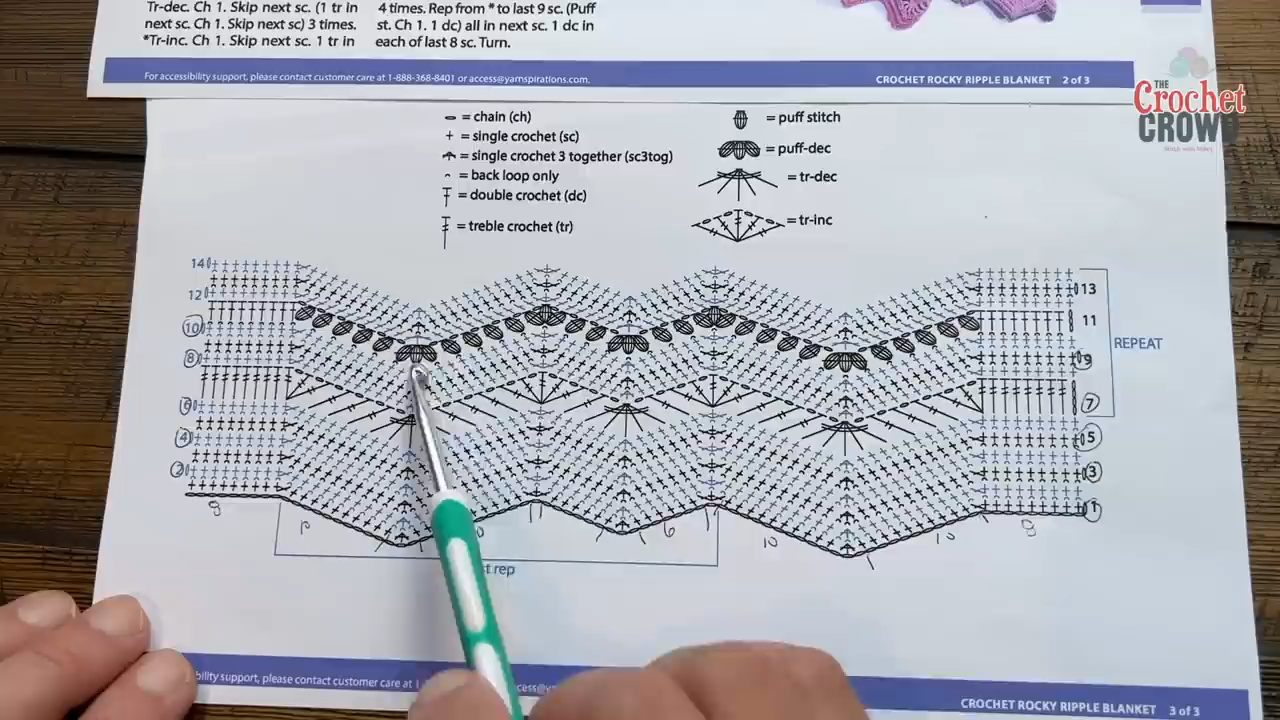 Tr-dec. Ch 1. Skip next sc. (1 tr in
next sc. Ch 1. Skip next sc) 3 times.
*Tr-inc. Ch 1. Skip next sc. 1 tr in
4 times. Rep from * to last 9 sc. (Puff
st. Ch 1. 1 dc) all in next sc. 1 dc in
each of last 8 sc. Turn.
For accessibility support, please contact customer care at 1-888-368-8401 or access@yarnspirations.com.
CROCHET ROCKY RIPPLE BLANKET 2 of 3
THE
Crochet
CROWD
= chain (ch)
= single crochet (sc)
= single crochet 3 together (sc3tog)
= back loop only
= double crochet (dc)
= treble crochet (tr)
= puff stitch
= puff-dec
= tr-dec
= tr-inc
14
12
10
8
6
4
2
13
11
9
7
5
3
1
REPEAT
8
10
6
10
10
8
st rep
bility support, please contact customer care at
CROCHET ROCKY RIPPLE BLANKET 3 of 3